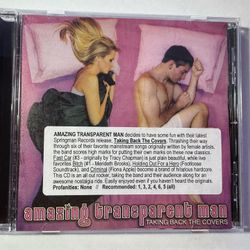 AMAZING TRANSPARENT MAN decides to have some fun with their latest
Springman Records release, Taking Back The Covers. Thrashing their way
through six of their favorite mainstream songs originally written by female artists,
the band scores high marks for putting their own marks on these now classics.
Fast Car (#3 - originally by Tracy Chapman) is just plain beautiful, while live
favorites Bitch (#1 - Meredith Brooks), Holding Out For a Hero (Footloose
Soundtrack), and Criminal (Fiona Apple) become brand new and hilarious hits.
This CD is an all out rocker, taking the band and the audience along for an
awesome nostalgia ride. Easily enjoyed even if you haven't heard the originals.
Profanities: None // Recommended: 1, 3, 2, 4, 6, 5 (all)
amazing transparent man
TAKING BACK THE COVERS